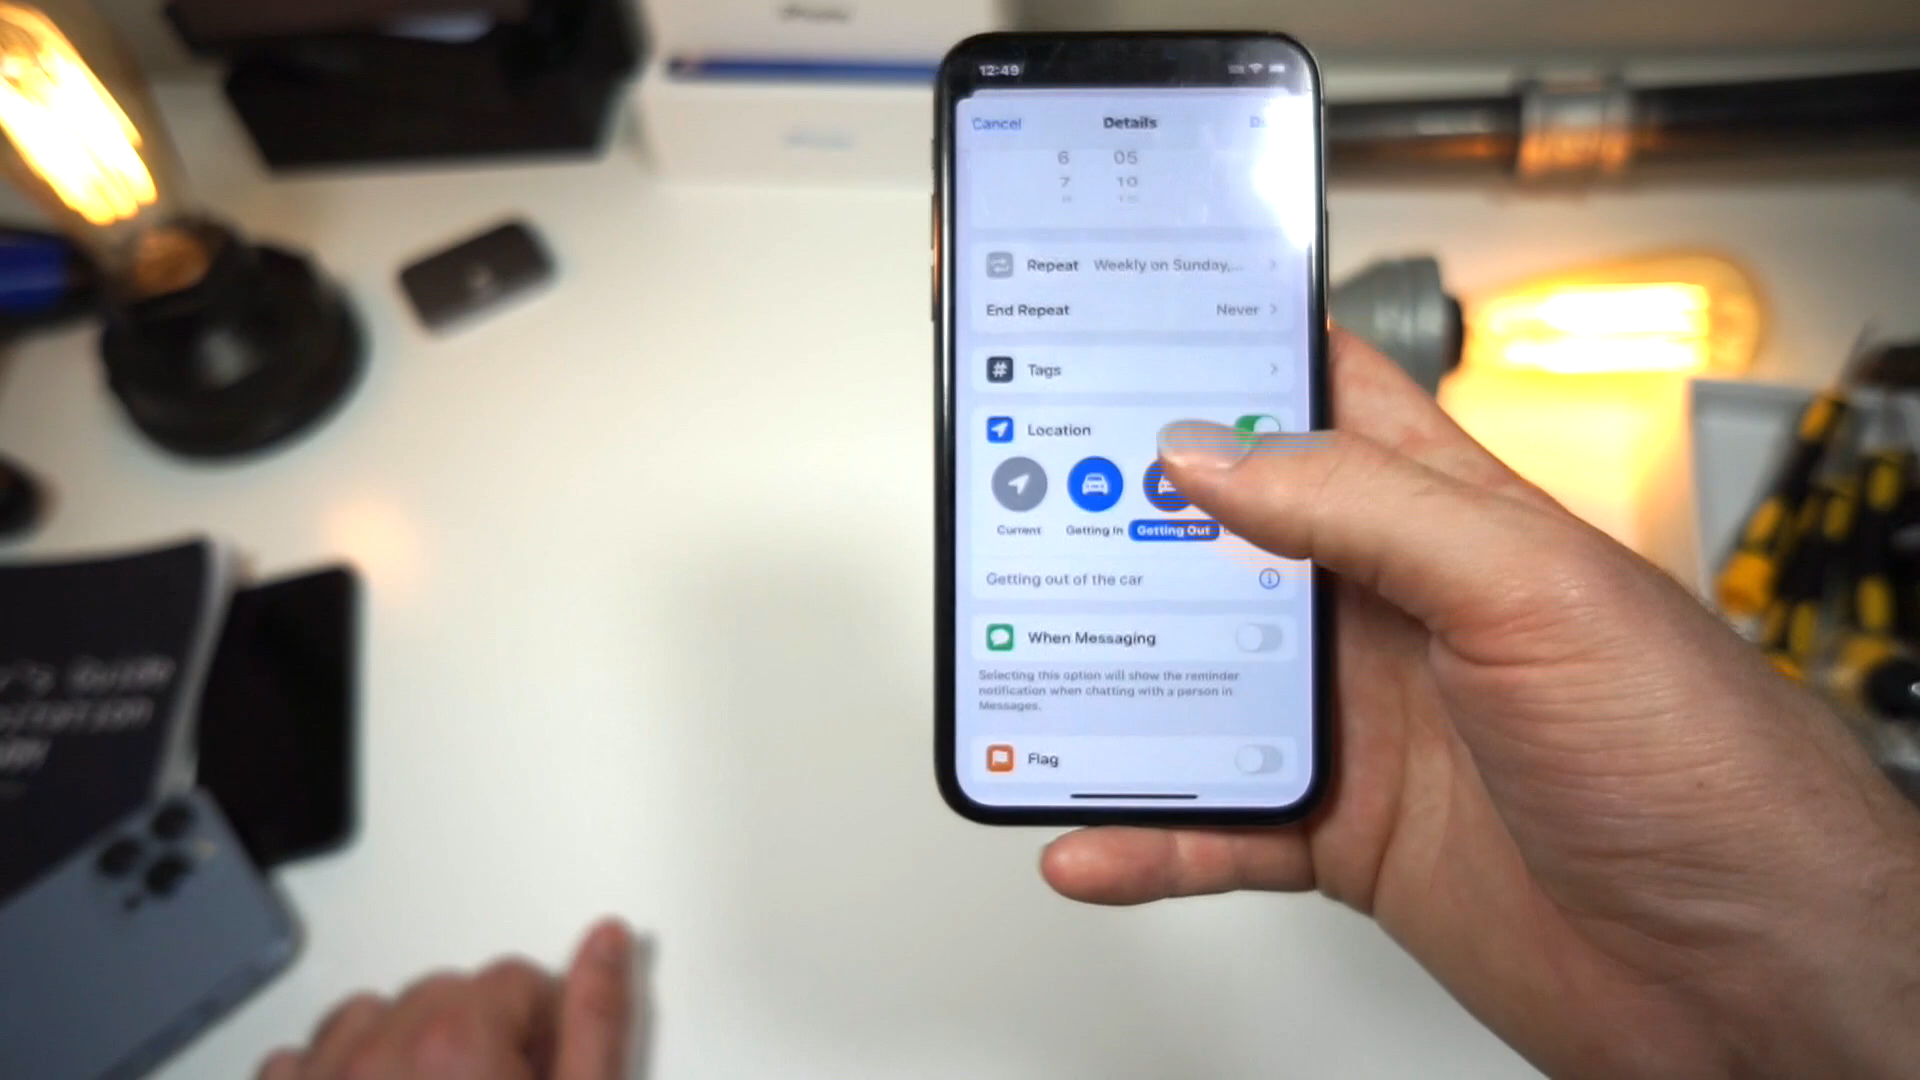 12:49
Cancel
Details
6 05
7 10
Repeat Weekly on Sunday,...
End Repeat Never
Tags
Location
Current
Getting In
Getting Out
Getting out of the car
When Messaging
Selecting this option will show the reminder
notification when chatting with a person in
Messages.
Flag